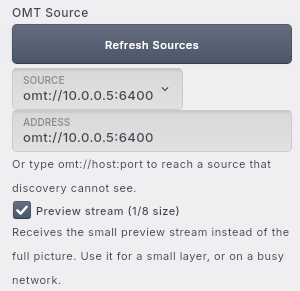 OMT Source
Refresh Sources
SOURCE
omt://10.0.0.5:6400
ADDRESS
omt://10.0.0.5:6400
Or type omt://host:port to reach a source that
discovery cannot see.
Preview stream (1/8 size)
Receives the small preview stream instead of the
full picture. Use it for a small layer, or on a busy
network.